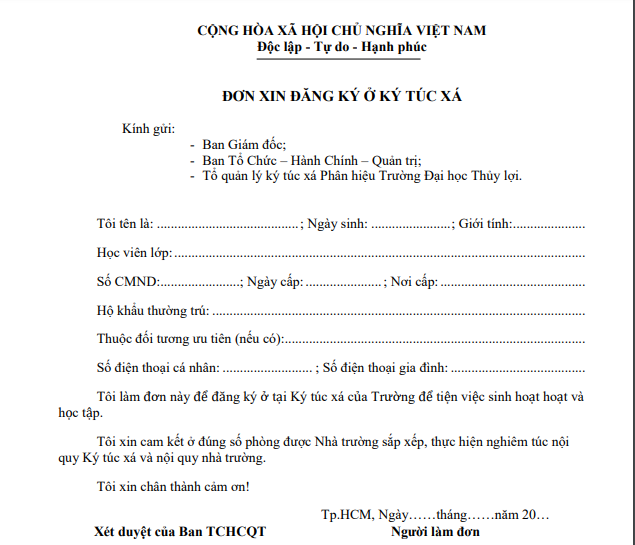 CỘNG HÒA XÃ HỘI CHỦ NGHĨA VIỆT NAM
Độc lập - Tự do - Hạnh phúc
ĐƠN XIN ĐĂNG KÝ Ở KÝ TÚC XÁ
Kính gửi:
- Ban Giám đốc;
- Ban Tổ Chức – Hành Chính – Quản trị;
- Tổ quản lý ký túc xá Phân hiệu Trường Đại học Thủy lợi.
Tôi tên là: ..........................................; Ngày sinh: ........................; Giới tính:......................
Học viên lớp:...........................................................................................................................
Số CMND:........................; Ngày cấp: .......................; Nơi cấp: ...........................................
Hộ khẩu thường trú: ................................................................................................................
Thuộc đối tương ưu tiên (nếu có):..........................................................................................
Số điện thoại cá nhân: ........................... ; Số điện thoại gia đình: ........................................
Tôi làm đơn này để đăng ký ở tại Ký túc xá của Trường để tiện việc sinh hoạt hoạt và
học tập.
Tôi xin cam kết ở đúng số phòng được Nhà trường sắp xếp, thực hiện nghiêm túc nội
quy Ký túc xá và nội quy nhà trường.
Tôi xin chân thành cảm ơn!
Tp.HCM, Ngày……tháng……năm 20…
Xét duyệt của Ban TCHCQT Người làm đơn